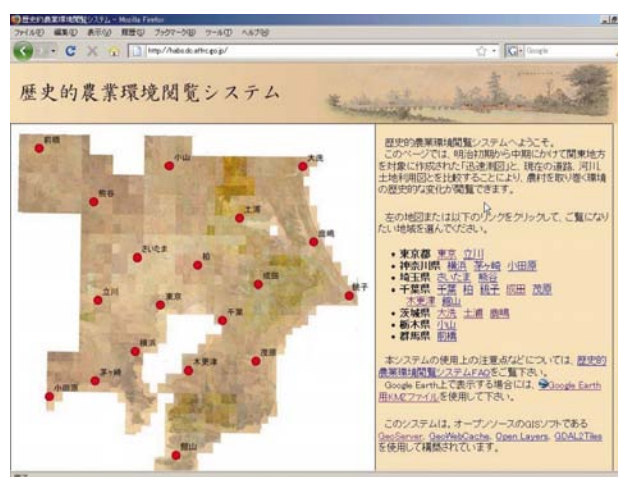 歴史的農業環境閲覧システム - Mozilla Firefox
ファイル(F) 編集(E) 表示(V) 履歴(S) ブックマーク(B) ツール(T) ヘルプ(H)
http://habs.dc.affrc.go.jp/
Google
歴史的農業環境閲覧システム
前橋
小山
大洗
熊谷
土浦
鹿嶋
さいたま
柏
成田
銚子
立川
東京
千葉
横浜
木更津
茂原
茅ヶ崎
小田原
館山
歴史的農業環境閲覧システムへようこそ。
このページでは、明治初期から中期にかけて関東地方
を対象に作成された「迅速測図」と、現在の道路、河川、
土地利用図とを比較することにより、農村を取り巻く環境
の歴史的な変化が閲覧できます。
左の地図または以下のリンクをクリックして、ご覧になり
たい地域を選んでください。
• 東京都 東京 立川
• 神奈川県 横浜 茅ヶ崎 小田原
• 埼玉県 さいたま 熊谷
• 千葉県 千葉 柏 銚子 成田 茂原
木更津 館山
• 茨城県 大洗 土浦 鹿嶋
• 栃木県 小山
• 群馬県 前橋
本システムの使用上の注意点などについては、歴史的
農業環境閲覧システムFAQをご覧下さい。
Google Earth上で表示する場合には、Google Earth
用KMZファイルを使用して下さい。
このシステムは、オープンソースのGISソフトである
GeoServer, GeoWebCache, Open Layers, GDAL2Tiles
を使用して構築されています。